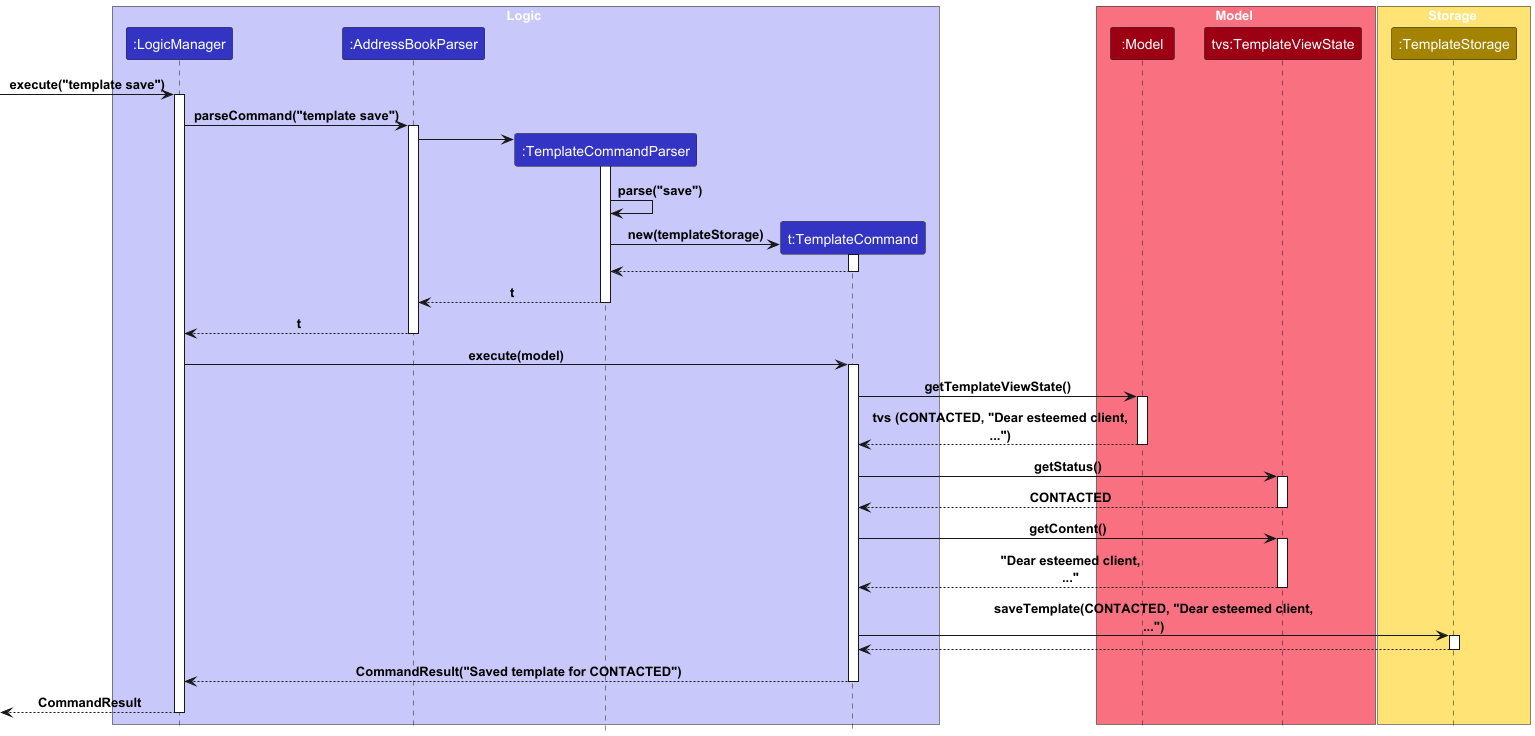 Logic
Model
Storage
:LogicManager
:AddressBookParser
:Model
tvs:TemplateViewState
:TemplateStorage
execute("template save")
parseCommand("template save")
:TemplateCommandParser
parse("save")
new(templateStorage)
t:TemplateCommand
t
t
execute(model)
getTemplateViewState()
tvs (CONTACTED, "Dear esteemed client,
...")
getStatus()
CONTACTED
getContent()
"Dear esteemed client,
..."
saveTemplate(CONTACTED, "Dear esteemed client,
...")
CommandResult("Saved template for CONTACTED")
CommandResult